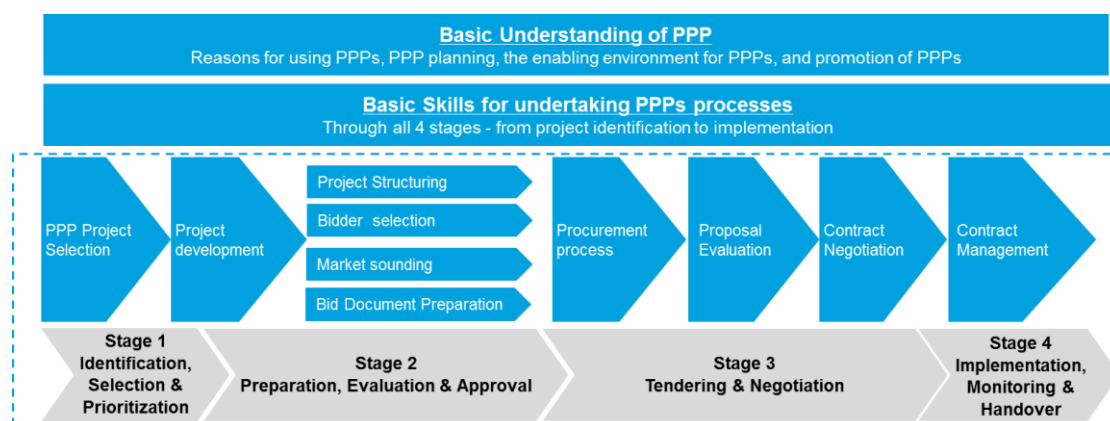 Basic Understanding of PPP
Reasons for using PPPs, PPP planning, the enabling environment for PPPs, and promotion of PPPs
Basic Skills for undertaking PPPs processes
Through all 4 stages - from project identification to implementation
PPP Project
Selection
Project
development
Project Structuring
Bidder selection
Market sounding
Bid Document Preparation
Procurement
process
Proposal
Evaluation
Contract
Negotiation
Contract
Management
Stage 1
Identification,
Selection &
Prioritization
Stage 2
Preparation, Evaluation & Approval
Stage 3
Tendering & Negotiation
Stage 4
Implementation,
Monitoring &
Handover